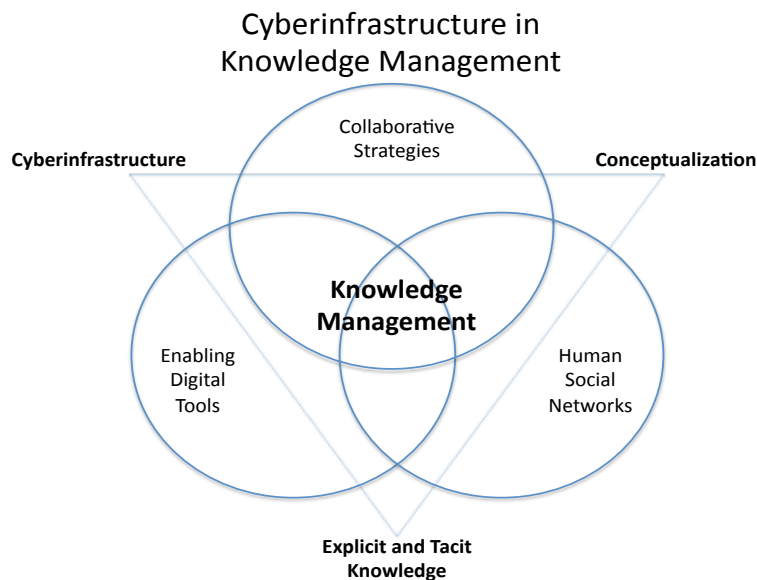 Cyberinfrastructure in
Knowledge Management
Collaborative
Strategies
Cyberinfrastructure
Conceptualization
Knowledge
Management
Enabling
Digital
Tools
Human
Social
Networks
Explicit and Tacit
Knowledge